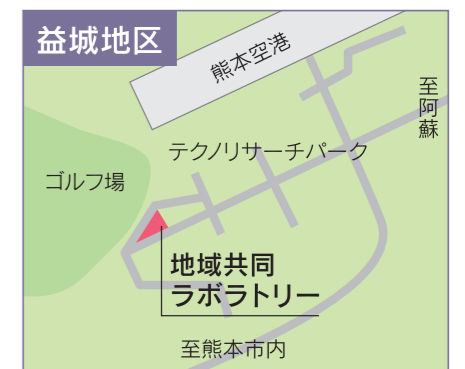 益城地区
熊本空港
至阿蘇
テクノリサーチパーク
ゴルフ場
地域共同
ラボラトリー
至熊本市内